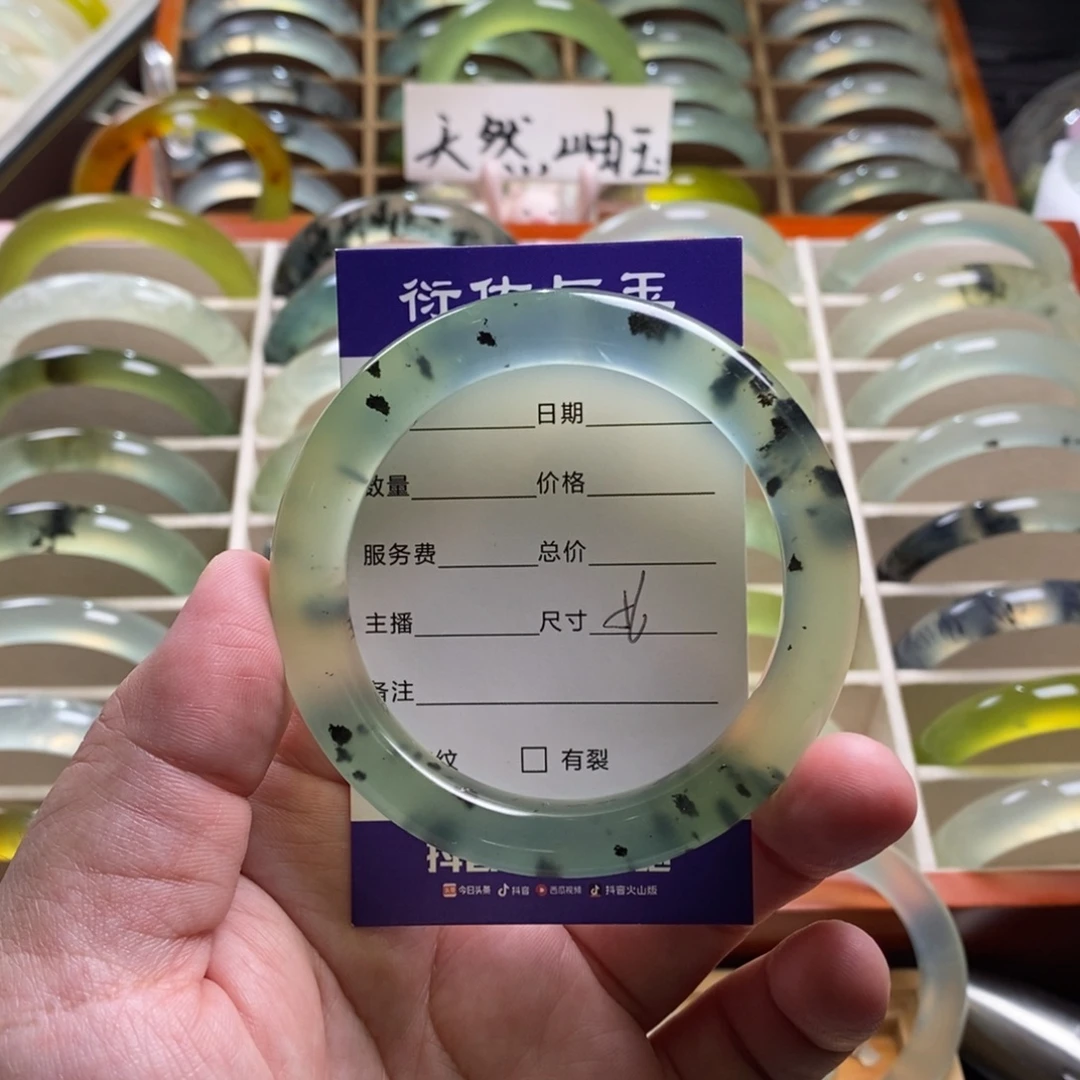 天然岫玉
日期
数量 价格
服务费 总价
主播 尺寸
备注
纹 □ 有裂
今日头条 抖音 西瓜视频 抖音火山版